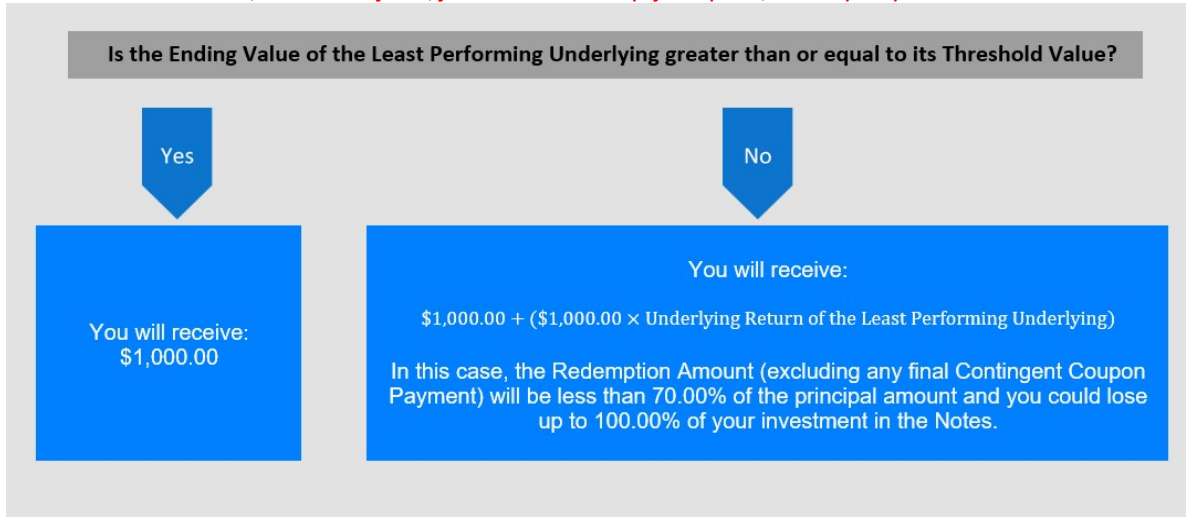 Is the Ending Value of the Least Performing Underlying greater than or equal to its Threshold Value?
Yes
No
You will receive:
$1,000.00
You will receive:
$1,000.00 + ($1,000.00 × Underlying Return of the Least Performing Underlying)
In this case, the Redemption Amount (excluding any final Contingent Coupon
Payment) will be less than 70.00% of the principal amount and you could lose
up to 100.00% of your investment in the Notes.